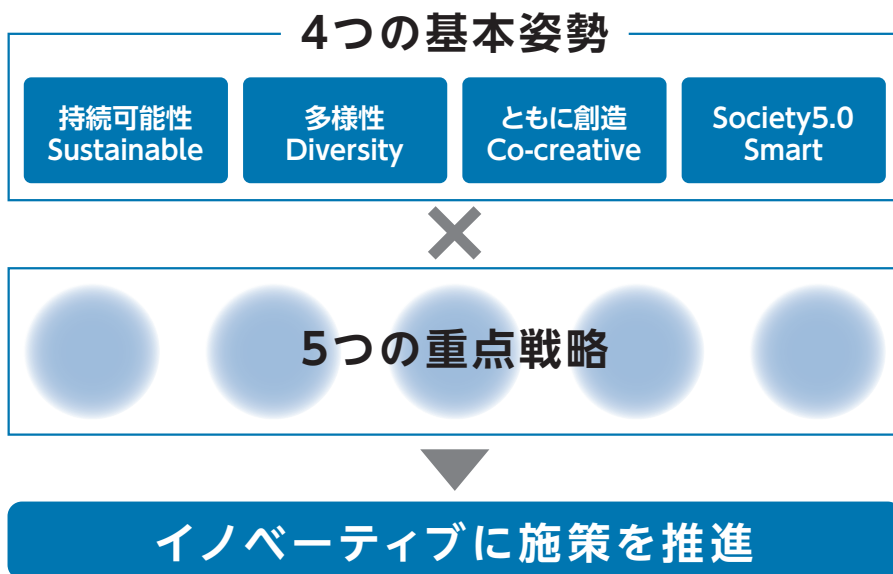 4つの基本姿勢
持続可能性
Sustainable
多様性
Diversity
ともに創造
Co-creative
Society5.0
Smart
×
5つの重点戦略
イノベーティブに施策を推進